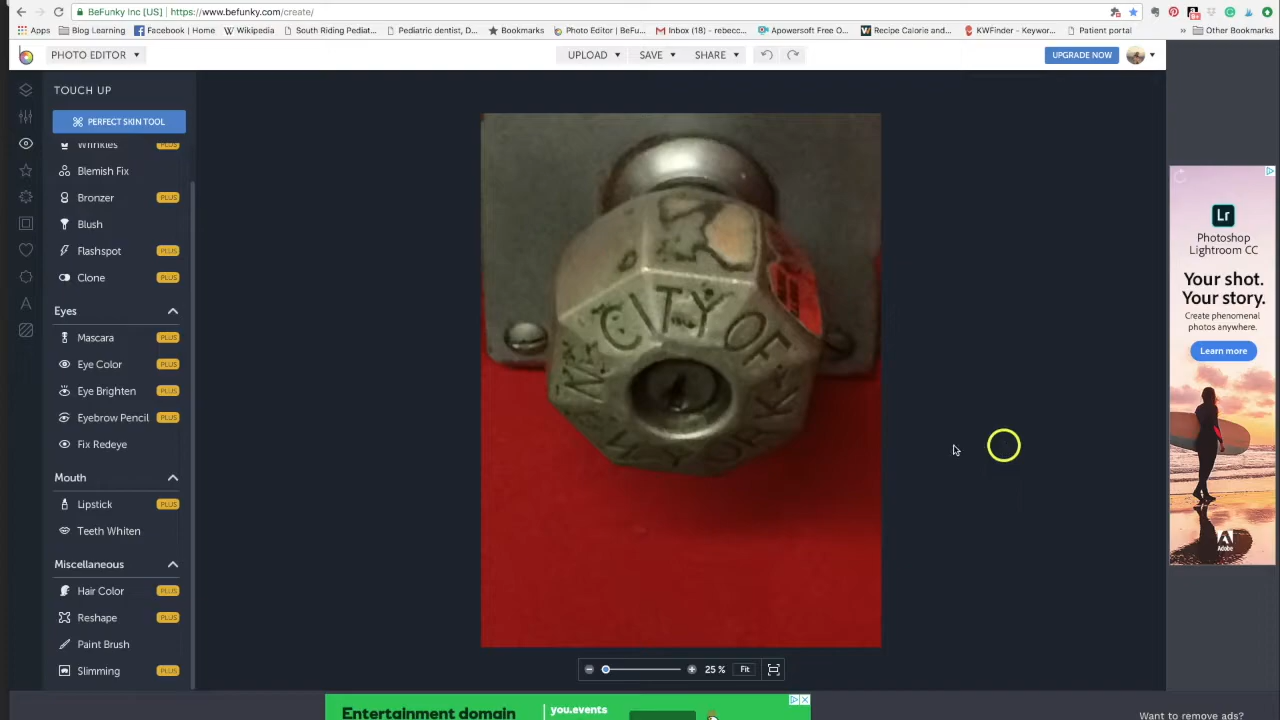 BeFunky Inc [US] | https://www.befunky.com/create/
Apps Blog Learning Facebook | Home Wikipedia South Riding Pediat... Pediatric dentist, D... Bookmarks Photo Editor | BeFu... Inbox (18) - rebecc... Apowersoft Free O... Recipe Calorie and... KWFinder - Keywor... Patient portal Other Bookmarks
PHOTO EDITOR UPLOAD SAVE SHARE UPGRADE NOW
TOUCH UP
PERFECT SKIN TOOL
Wrinkles PLUS
Blemish Fix
Bronzer PLUS
Blush
Flashspot PLUS
Clone PLUS
Eyes
Mascara PLUS
Eye Color PLUS
Eye Brighten PLUS
Eyebrow Pencil PLUS
Fix Redeye
Mouth
Lipstick PLUS
Teeth Whiten
Miscellaneous
Hair Color PLUS
Reshape PLUS
Paint Brush
Slimming PLUS
CITY OF
25 % Fit
Lr
Photoshop
Lightroom CC
Your shot.
Your story.
Create phenomenal
photos anywhere.
Learn more
Adobe
Entertainment domain
you.events
Want to remove ads?